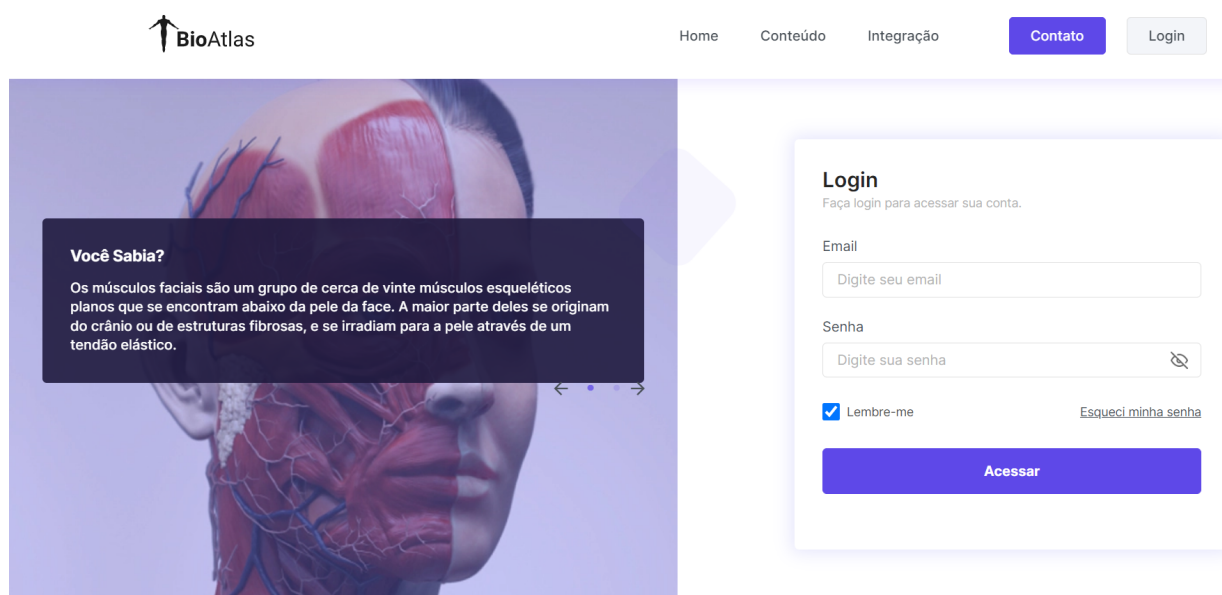 BioAtlas
Home Conteúdo Integração Contato Login
Você Sabia?
Os músculos faciais são um grupo de cerca de vinte músculos esqueléticos
planos que se encontram abaixo da pele da face. A maior parte deles se originam
do crânio ou de estruturas fibrosas, e se irradiam para a pele através de um
tendão elástico.
Login
Faça login para acessar sua conta.
Email
Digite seu email
Senha
Digite sua senha
Lembre-me Esqueci minha senha
Acessar